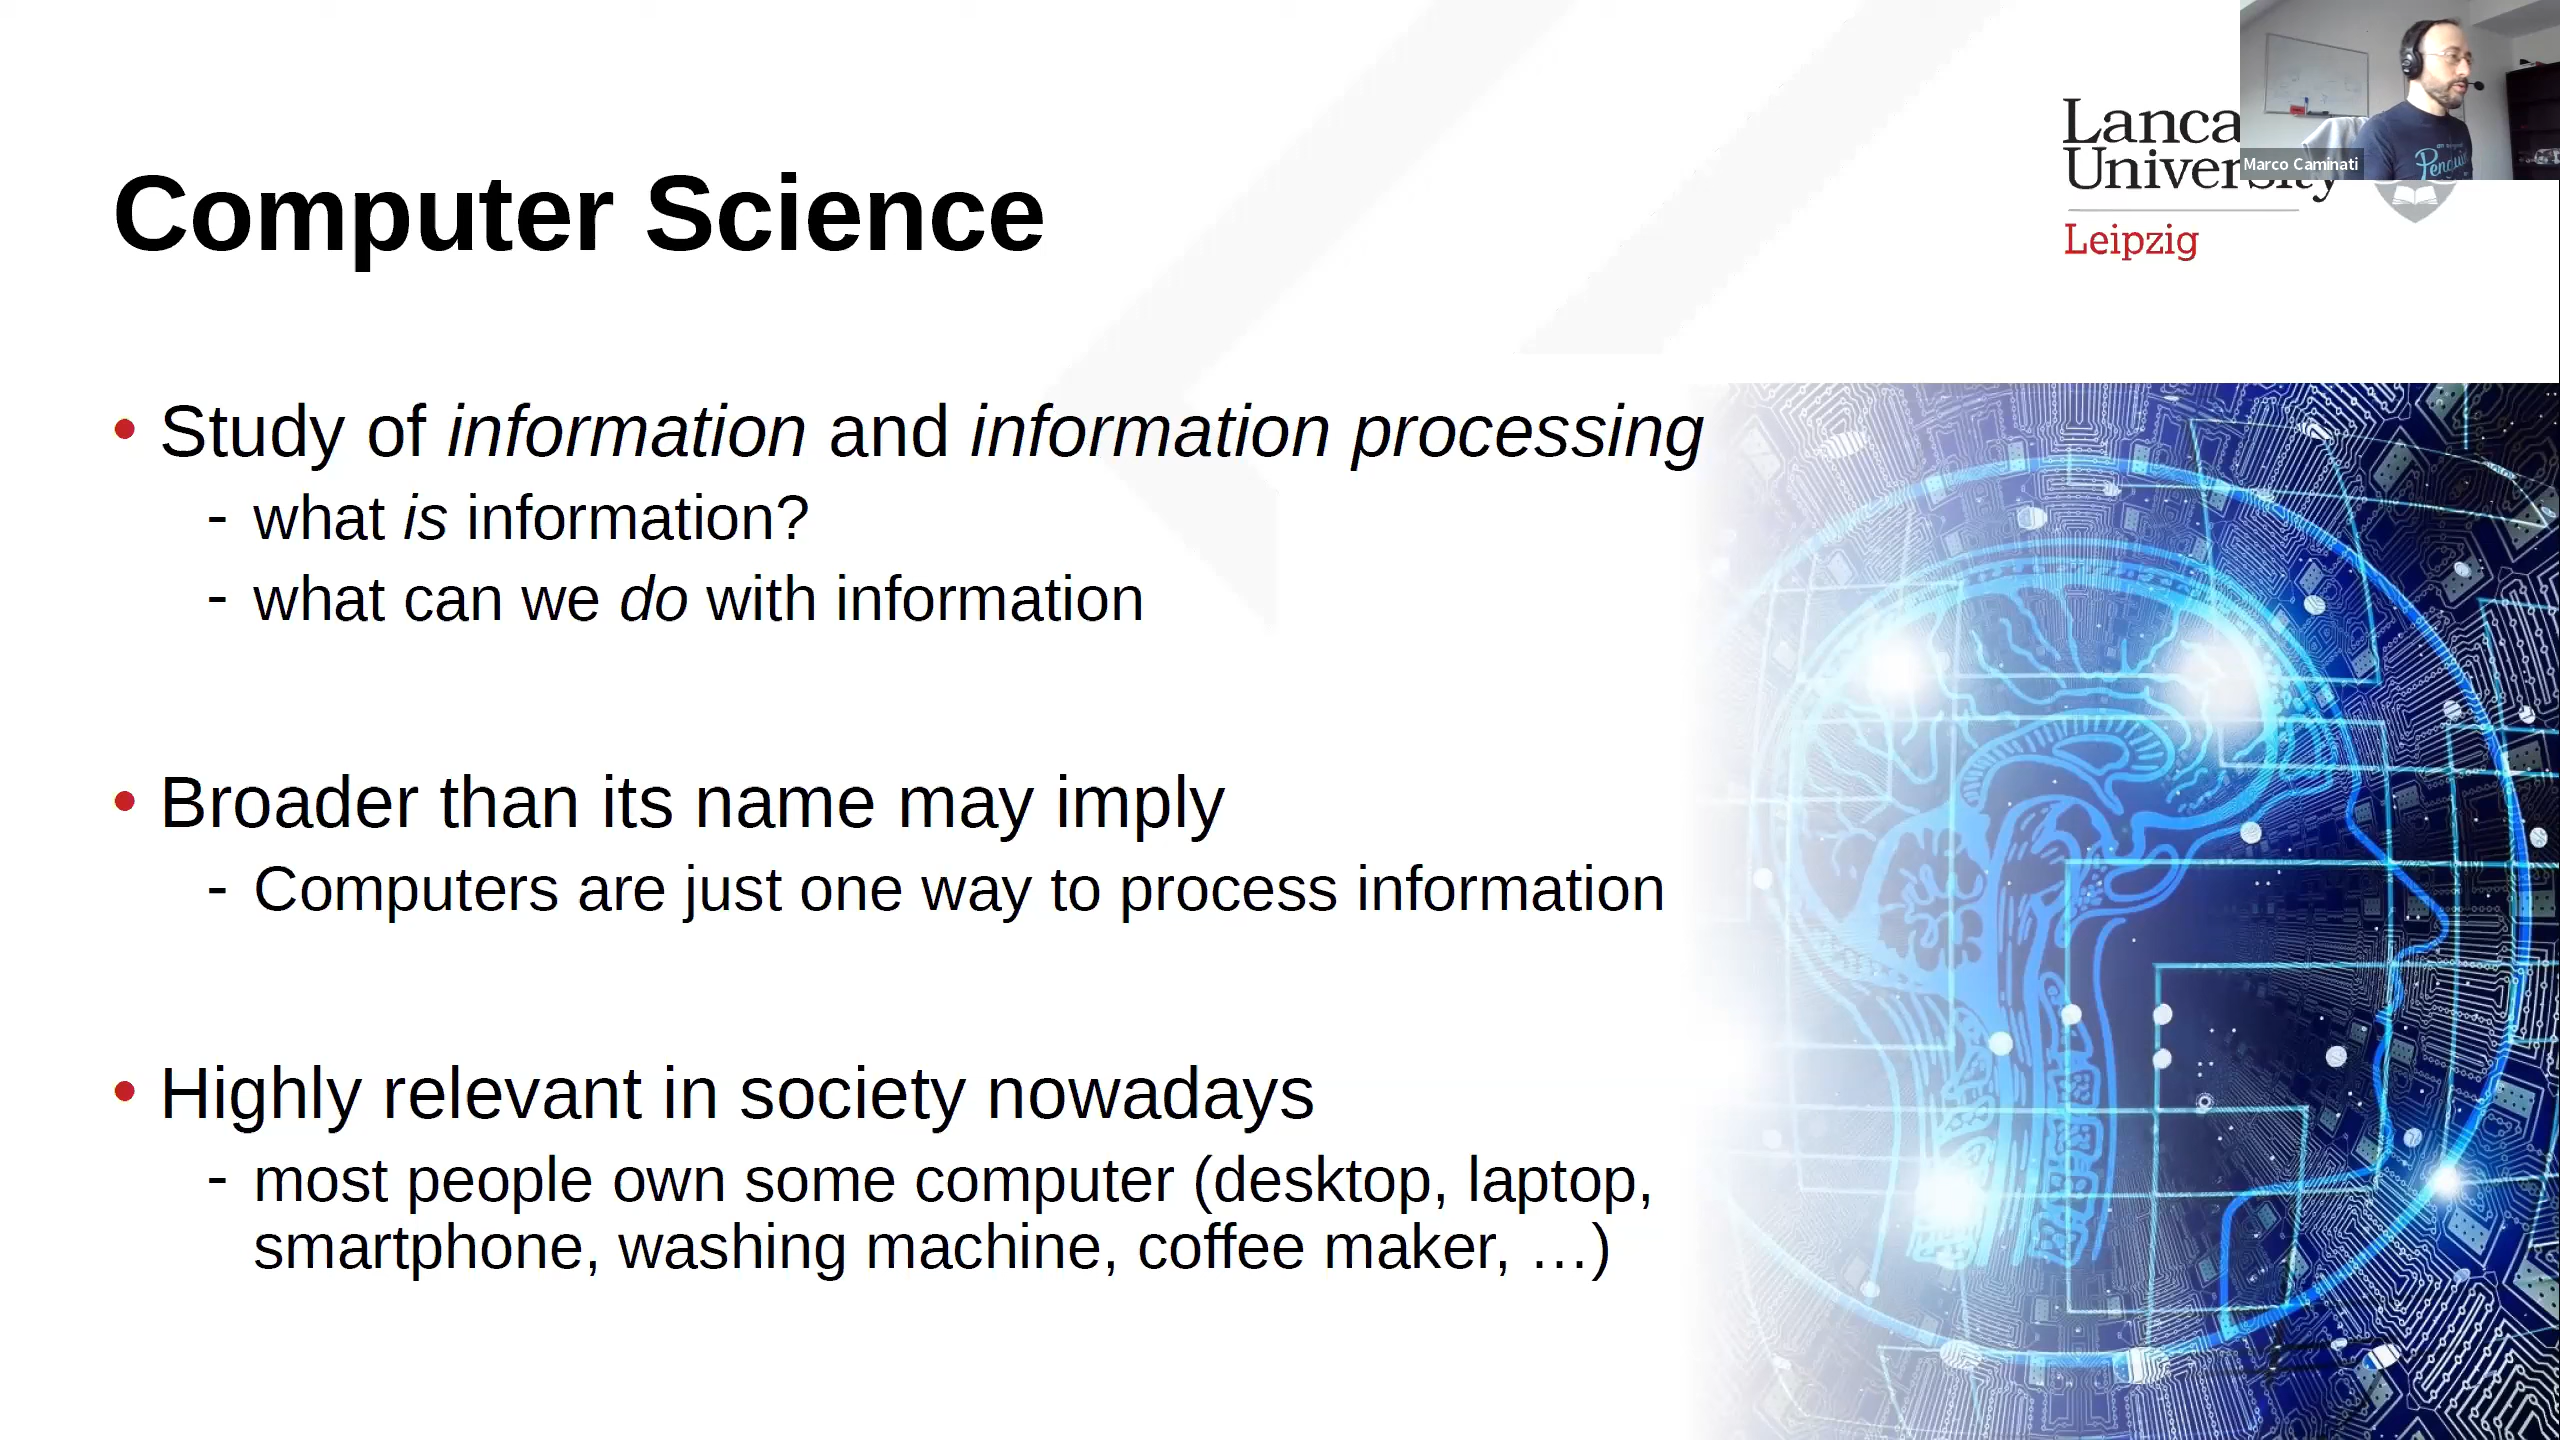 Marco Caminati
Lanca
University
Leipzig
Computer Science
• Study of information and information processing
- what is information?
- what can we do with information
• Broader than its name may imply
- Computers are just one way to process information
• Highly relevant in society nowadays
- most people own some computer (desktop, laptop,
smartphone, washing machine, coffee maker, …)